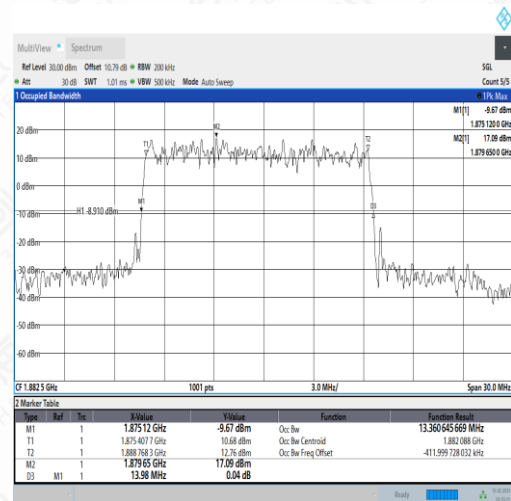 MultiView Spectrum
Ref Level 30.00 dBm Offset 10.79 dB RBW 200 kHz SGL
Att 30 dB SWT 1.01 ms VBW 500 kHz Mode Auto Sweep Count 5/5
1 Occupied Bandwidth 1Pk Max
M1[1] -9.67 dBm
1.875 120 0 GHz
M2[1] 17.09 dBm
1.879 650 0 GHz
20 dBm
10 dBm
0 dBm
-10 dBm
-20 dBm
-30 dBm
-40 dBm
-50 dBm
-60 dBm
M2
T1
T2
M1
D3
H1 -8.910 dBm
CF 1.882 5 GHz 1001 pts 3.0 MHz/ Span 30.0 MHz
2 Marker Table
Type Ref Trc X-Value Y-Value Function Function Result
M1 1 1.875 12 GHz -9.67 dBm Occ Bw 13.360 645 669 MHz
T1 1 1.875 407 7 GHz 10.68 dBm Occ Bw Centroid 1.882 088 GHz
T2 1 1.888 768 3 GHz 12.76 dBm Occ Bw Freq Offset -411.999 728 032 kHz
M2 1 1.879 65 GHz 17.09 dBm
D3 M1 1 13.98 MHz 0.04 dB
Ready